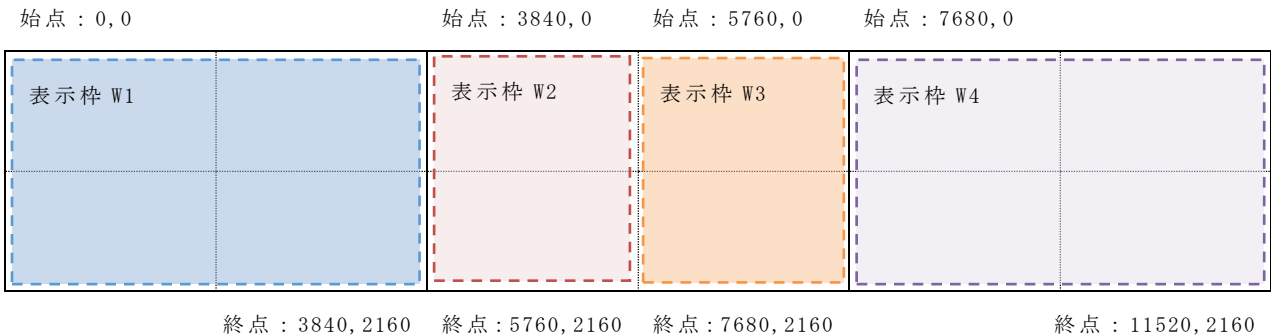 始点：0,0 始点：3840,0 始点：5760,0 始点：7680,0
表示枠 W1 表示枠 W2 表示枠 W3 表示枠 W4
終点：3840,2160 終点：5760,2160 終点：7680,2160 終点：11520,2160